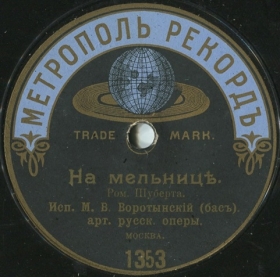 МЕТРОПОЛЬ РЕКОРДЪ
TRADE MARK.
На мельницѣ.
Ром. Шуберта.
Исп. М. В. Воротынскій (басъ).
арт. русск. оперы.
МОСКВА.
1353